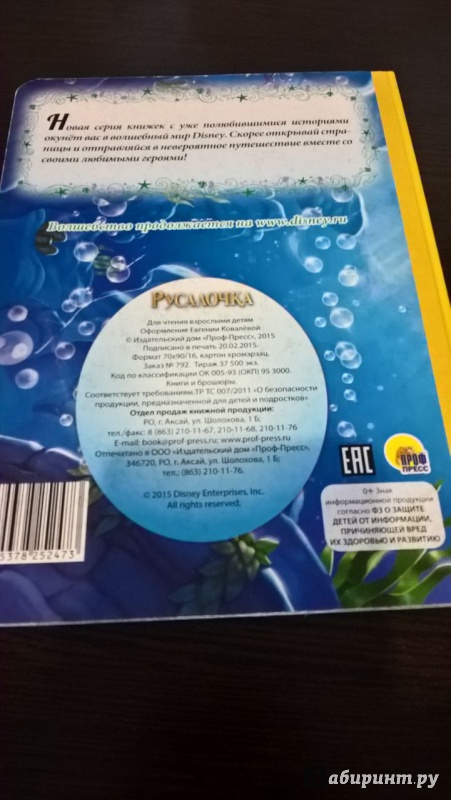 Новая серия книжек с уже полюбившимися историями
окунёт вас в волшебный мир Disney. Скорее открывай стра-
ницы и отправляйся в невероятное путешествие вместе со
своими любимыми героями!
Волшебство продолжается на www.disney.ru
РУСАЛОЧКА
Для чтения взрослыми детям
Оформление Евгении Ковалёвой
© Издательский дом «Проф-Пресс», 2015
Подписано в печать 20.02.2015.
Формат 70х90/16, картон хромэрзац.
Заказ № 792. Тираж 37 500 экз.
Код по классификации ОК 005-93 (ОКП) 95 3000.
Книги и брошюры.
Соответствует требованиям.ТР ТС 007/2011 «О безопасности
продукции, предназначенной для детей и подростков»
Отдел продаж книжной продукции:
РО, г. Аксай, ул. Шолохова, 1 Б;
тел./факс: 8 (863) 210-11-67, 210-11-68, 210-11-76
E-mail: book@prof-press.ru; www.prof-press.ru
Отпечатано в ООО «Издательский дом «Проф-Пресс»,
346720, РО, г. Аксай, ул. Шолохова, 1 Б;
тел.: (863) 210-11-76.
© 2015 Disney Enterprises, Inc.
All rights reserved.
5378 252473
EAC
ПРОФ
ПРЕСС
0+ Знак
информационной продукции
согласно ФЗ О ЗАЩИТЕ
ДЕТЕЙ ОТ ИНФОРМАЦИИ,
ПРИЧИНЯЮЩЕЙ ВРЕД
ИХ ЗДОРОВЬЮ И РАЗВИТИЮ
абиринт.ру